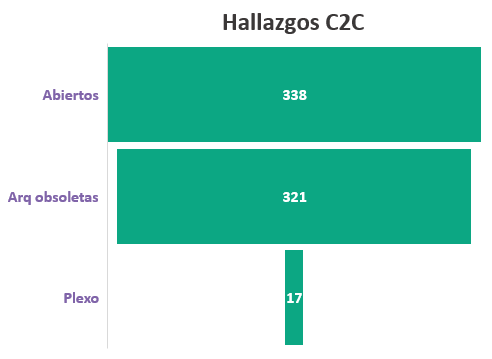 Hallazgos C2C
Abiertos
338
Arq obsoletas
321
Plexo
17